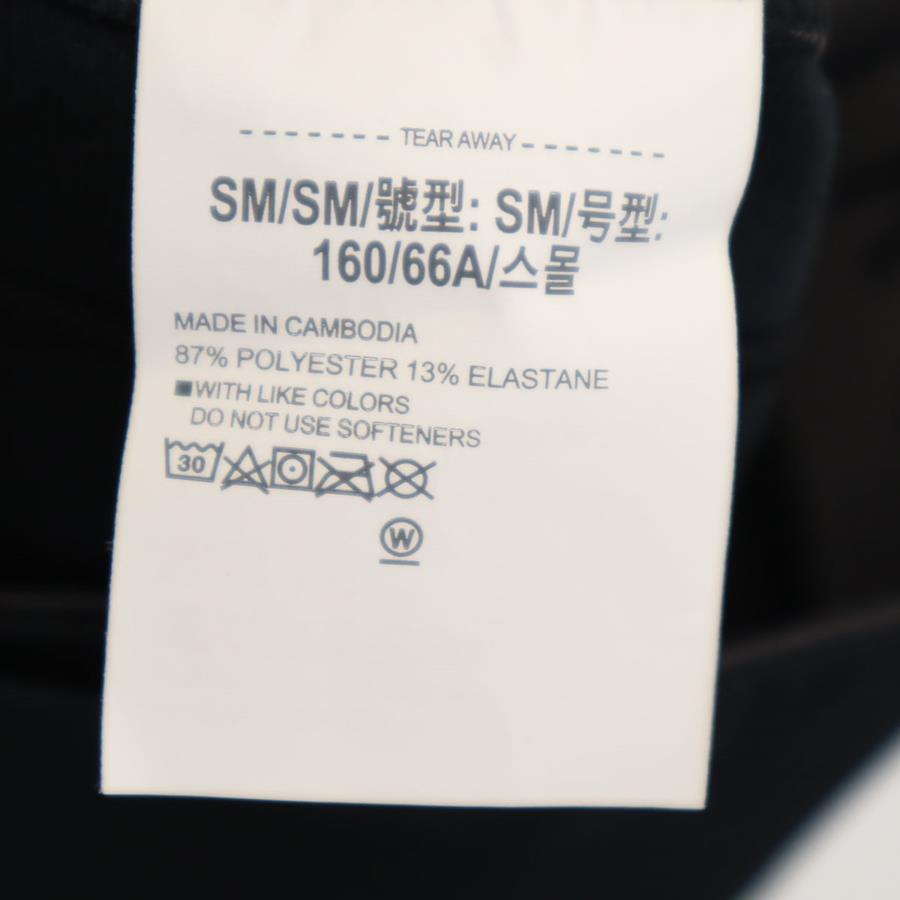 TEAR AWAY
SM/SM/號型: SM/号型:
160/66A/스몰
MADE IN CAMBODIA
87% POLYESTER 13% ELASTANE
■WITH LIKE COLORS
DO NOT USE SOFTENERS
30
W